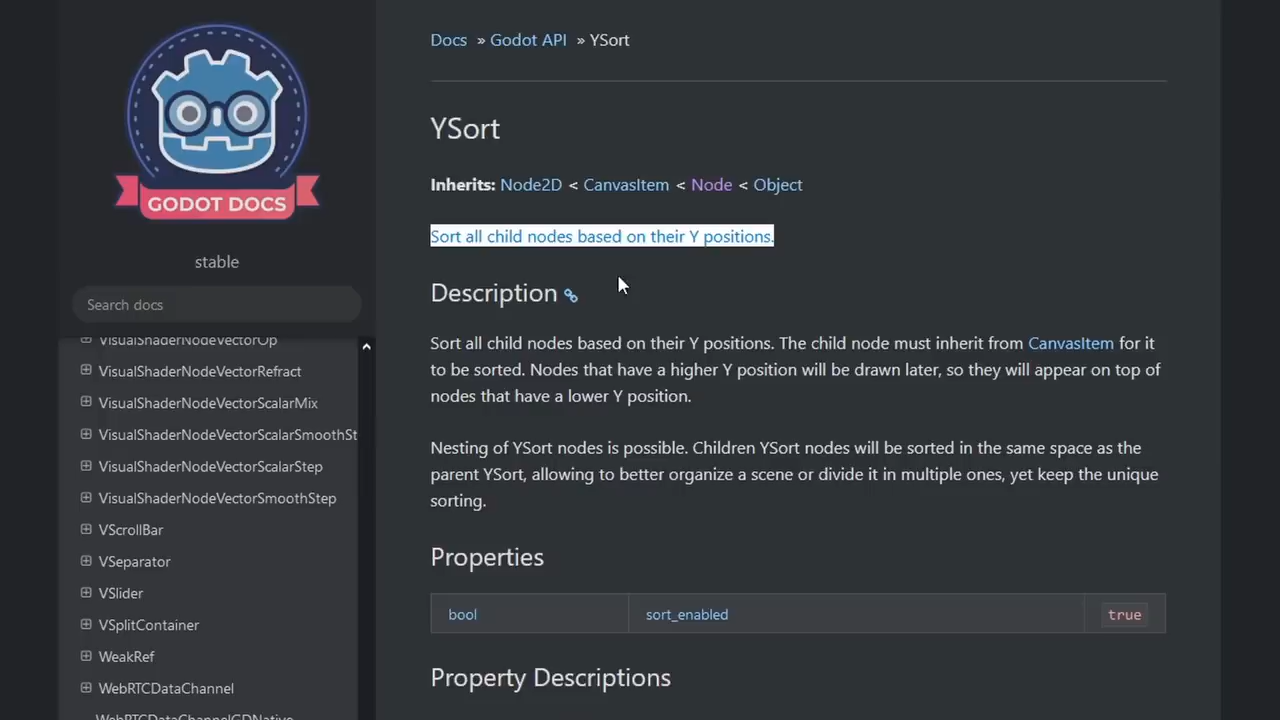 GODOT DOCS
stable
Search docs
VisualShaderNodeVectorOp
VisualShaderNodeVectorRefract
VisualShaderNodeVectorScalarMix
VisualShaderNodeVectorScalarSmoothSt
VisualShaderNodeVectorScalarStep
VisualShaderNodeVectorSmoothStep
VScrollBar
VSeparator
VSlider
VSplitContainer
WeakRef
WebRTCDataChannel
WebRTCDataChannelGDNative
Docs » Godot API » YSort
YSort
Inherits: Node2D < CanvasItem < Node < Object
Sort all child nodes based on their Y positions.
Description
Sort all child nodes based on their Y positions. The child node must inherit from CanvasItem for it
to be sorted. Nodes that have a higher Y position will be drawn later, so they will appear on top of
nodes that have a lower Y position.
Nesting of YSort nodes is possible. Children YSort nodes will be sorted in the same space as the
parent YSort, allowing to better organize a scene or divide it in multiple ones, yet keep the unique
sorting.
Properties
bool sort_enabled true
Property Descriptions